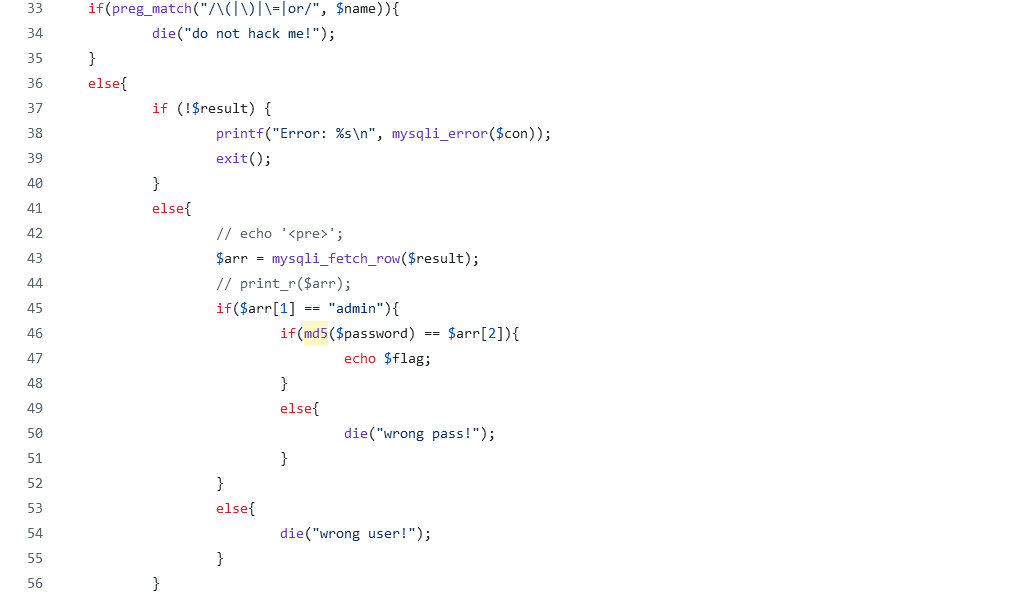 33 if(preg_match("/\(|\)|\=|or/", $name)){
34 die("do not hack me!");
35 }
36 else{
37 if (!$result) {
38 printf("Error: %s\n", mysqli_error($con));
39 exit();
40 }
41 else{
42 // echo '<pre>';
43 $arr = mysqli_fetch_row($result);
44 // print_r($arr);
45 if($arr[1] == "admin"){
46 if(md5($password) == $arr[2]){
47 echo $flag;
48 }
49 else{
50 die("wrong pass!");
51 }
52 }
53 else{
54 die("wrong user!");
55 }
56 }